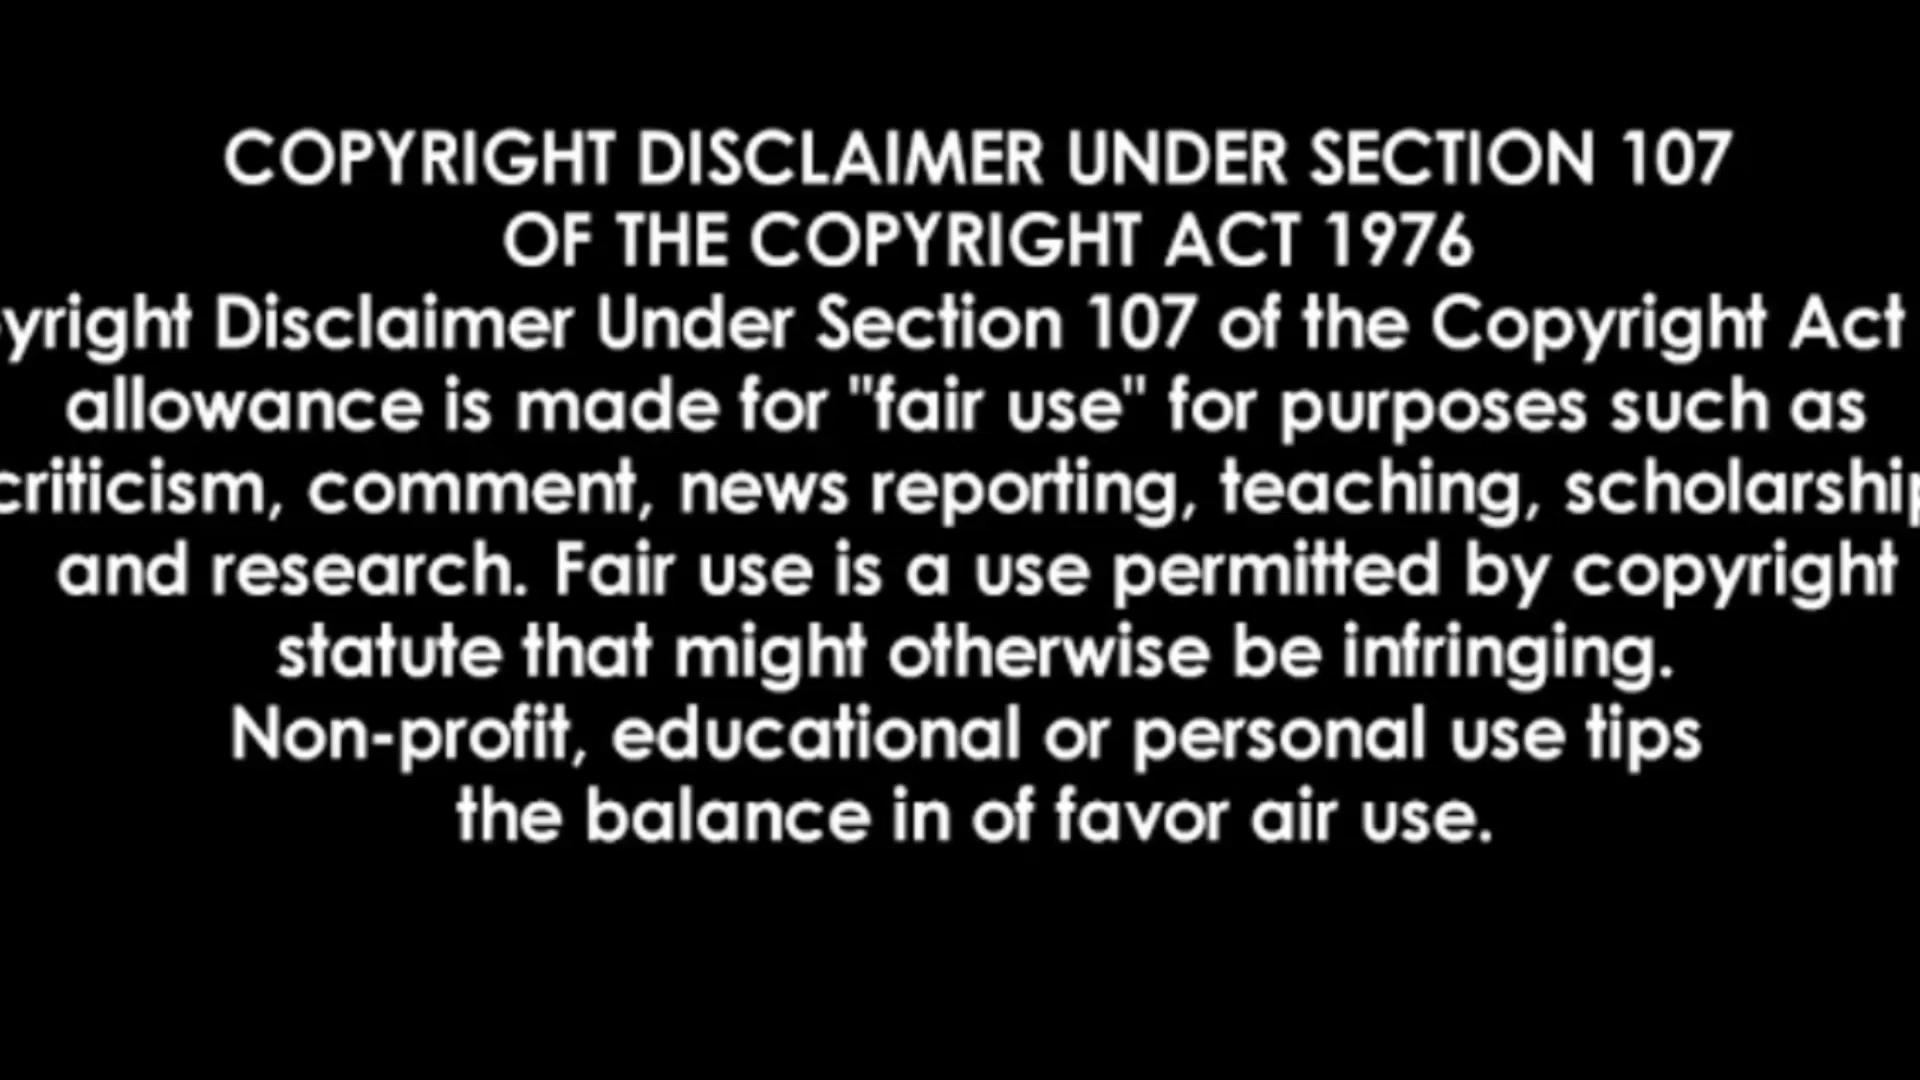 COPYRIGHT DISCLAIMER UNDER SECTION 107
OF THE COPYRIGHT ACT 1976
yright Disclaimer Under Section 107 of the Copyright Act
allowance is made for "fair use" for purposes such as
criticism, comment, news reporting, teaching, scholarship
and research. Fair use is a use permitted by copyright
statute that might otherwise be infringing.
Non-profit, educational or personal use tips
the balance in of favor air use.